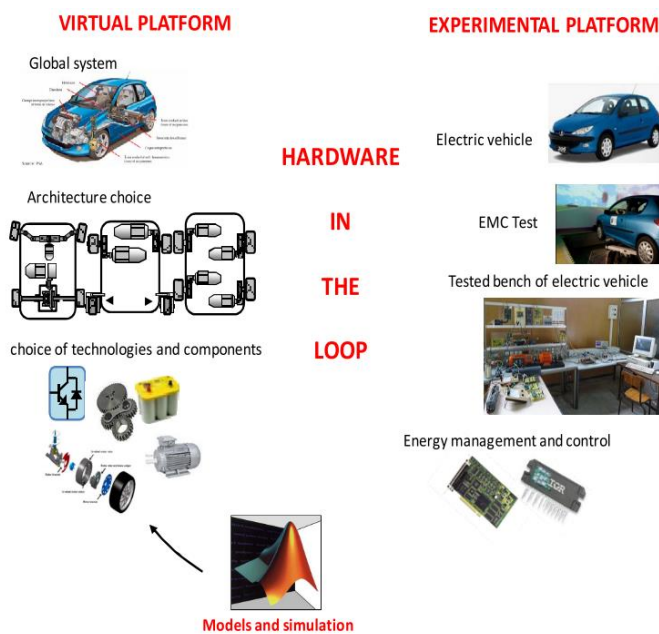 VIRTUAL PLATFORM
Global system
Architecture choice
choice of technologies and components
Models and simulation
HARDWARE
IN
THE
LOOP
EXPERIMENTAL PLATFORM
Electric vehicle
EMC Test
Tested bench of electric vehicle
Energy management and control